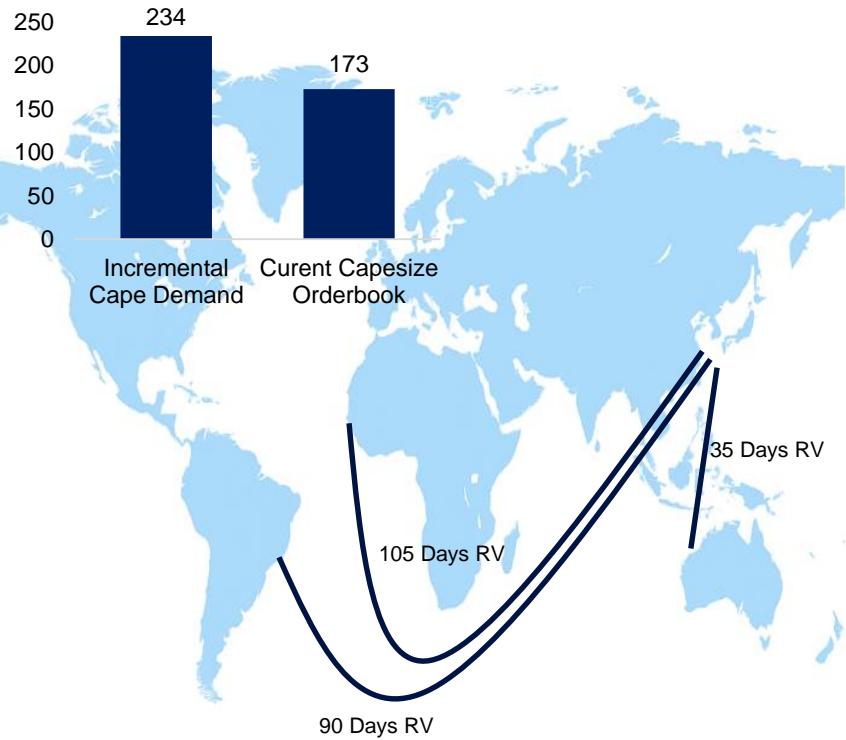 250
200
150
100
50
0
234
173
Incremental
Cape Demand
Curent Capesize
Orderbook
35 Days RV
105 Days RV
90 Days RV